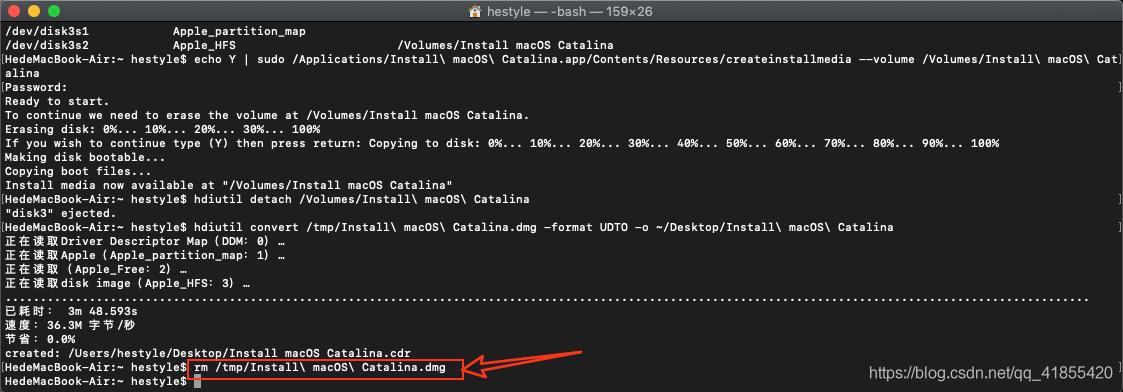 hestyle — -bash — 159×26
/dev/disk3s1 Apple_partition_map
/dev/disk3s2 Apple_HFS /Volumes/Install macOS Catalina
[HedeMacBook-Air:~ hestyle$ echo Y | sudo /Applications/Install\ macOS\ Catalina.app/Contents/Resources/createinstallmedia --volume /Volumes/Install\ macOS\ Cat]
alina
[Password: ]
Ready to start.
To continue we need to erase the volume at /Volumes/Install macOS Catalina.
Erasing disk: 0%... 10%... 20%... 30%... 100%
If you wish to continue type (Y) then press return: Copying to disk: 0%... 10%... 20%... 30%... 40%... 50%... 60%... 70%... 80%... 90%... 100%
Making disk bootable...
Copying boot files...
Install media now available at "/Volumes/Install macOS Catalina"
[HedeMacBook-Air:~ hestyle$ hdiutil detach /Volumes/Install\ macOS\ Catalina ]
"disk3" ejected.
[HedeMacBook-Air:~ hestyle$ hdiutil convert /tmp/Install\ macOS\ Catalina.dmg -format UDTO -o ~/Desktop/Install\ macOS\ Catalina ]
正在读取Driver Descriptor Map (DDM: 0) …
正在读取Apple (Apple_partition_map: 1) …
正在读取 (Apple_Free: 2) …
正在读取disk image (Apple_HFS: 3) …
...............................................................................................................................................................
已耗时: 3m 48.593s
速度: 36.3M 字节/秒
节省: 0.0%
created: /Users/hestyle/Desktop/Install macOS Catalina.cdr
[HedeMacBook-Air:~ hestyle$ rm /tmp/Install\ macOS\ Catalina.dmg ]
HedeMacBook-Air:~ hestyle$
https://blog.csdn.net/qq_41855420